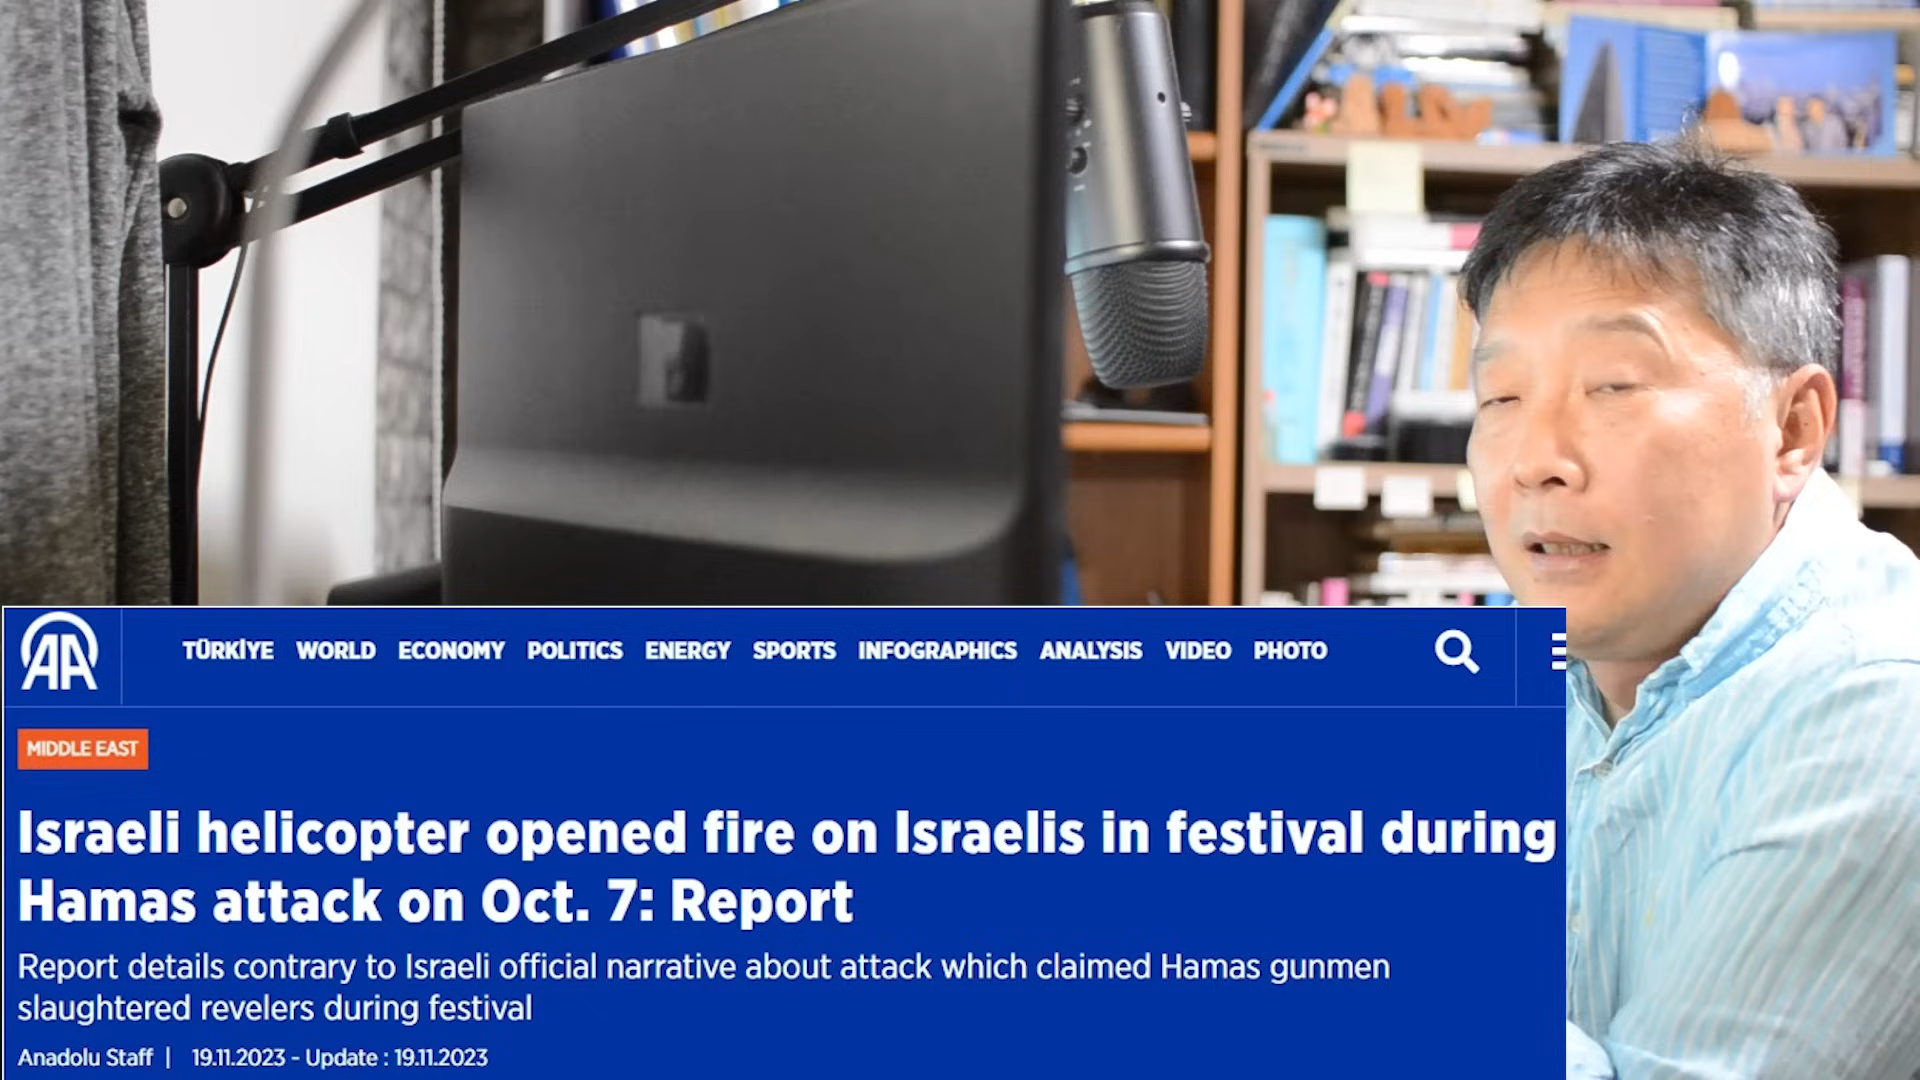 AA
TÜRKİYE WORLD ECONOMY POLITICS ENERGY SPORTS INFOGRAPHICS ANALYSIS VIDEO PHOTO
MIDDLE EAST
Israeli helicopter opened fire on Israelis in festival during
Hamas attack on Oct. 7: Report
Report details contrary to Israeli official narrative about attack which claimed Hamas gunmen
slaughtered revelers during festival
Anadolu Staff | 19.11.2023 - Update : 19.11.2023